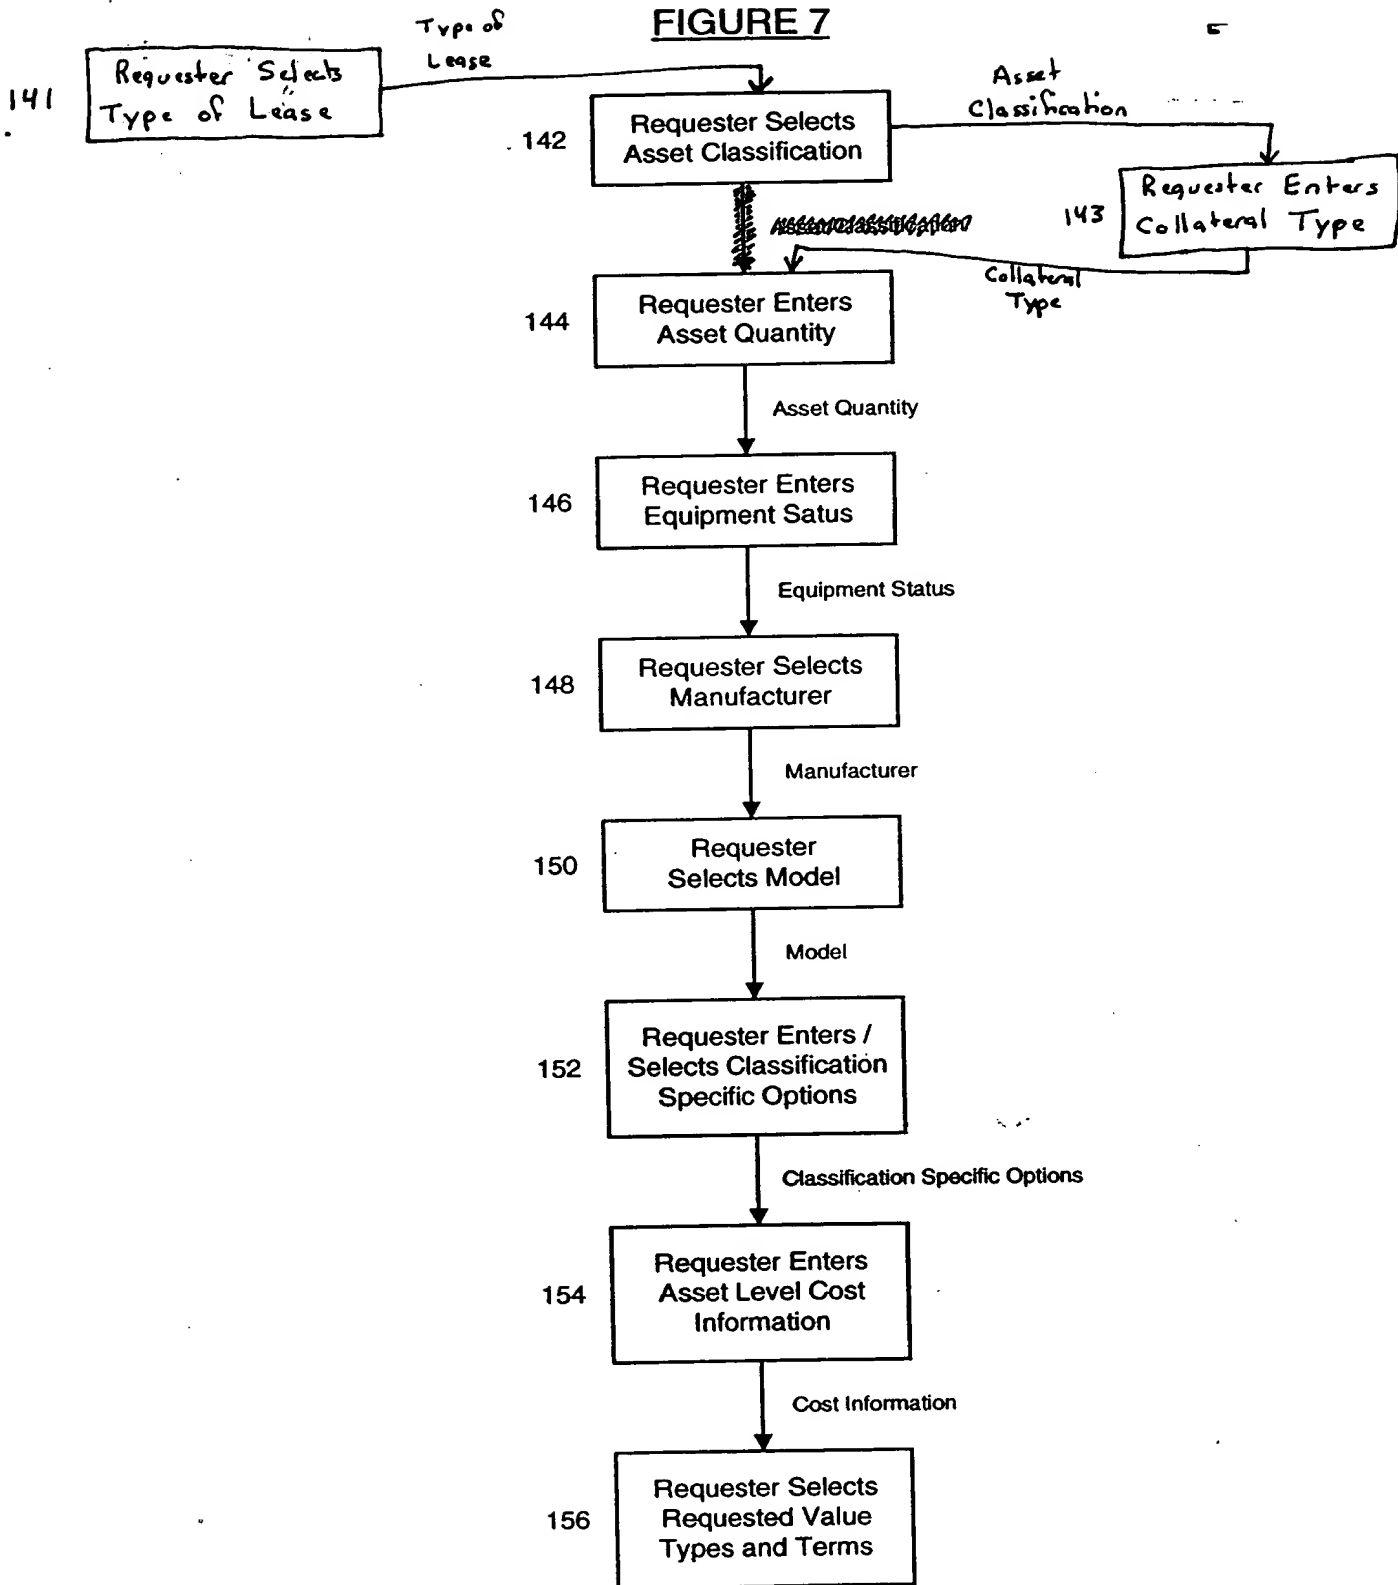 FIGURE 7
Type of
Lease
141
Requester Selects
Type of Lease
142
Requester Selects
Asset Classification
Asset
Classification
143
Requester Enters
Collateral Type
Asset Classification
Collateral
Type
144
Requester Enters
Asset Quantity
Asset Quantity
146
Requester Enters
Equipment Satus
Equipment Status
148
Requester Selects
Manufacturer
Manufacturer
150
Requester
Selects Model
Model
152
Requester Enters /
Selects Classification
Specific Options
Classification Specific Options
154
Requester Enters
Asset Level Cost
Information
Cost Information
156
Requester Selects
Requested Value
Types and Terms